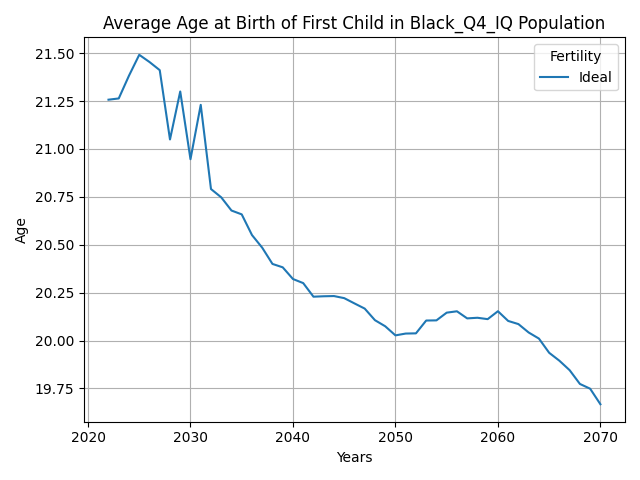 Average Age at Birth of First Child in Black_Q4_IQ Population
Fertility
Ideal
21.50
21.25
21.00
20.75
20.50
20.25
20.00
19.75
Age
2020
2030
2040
2050
2060
2070
Years